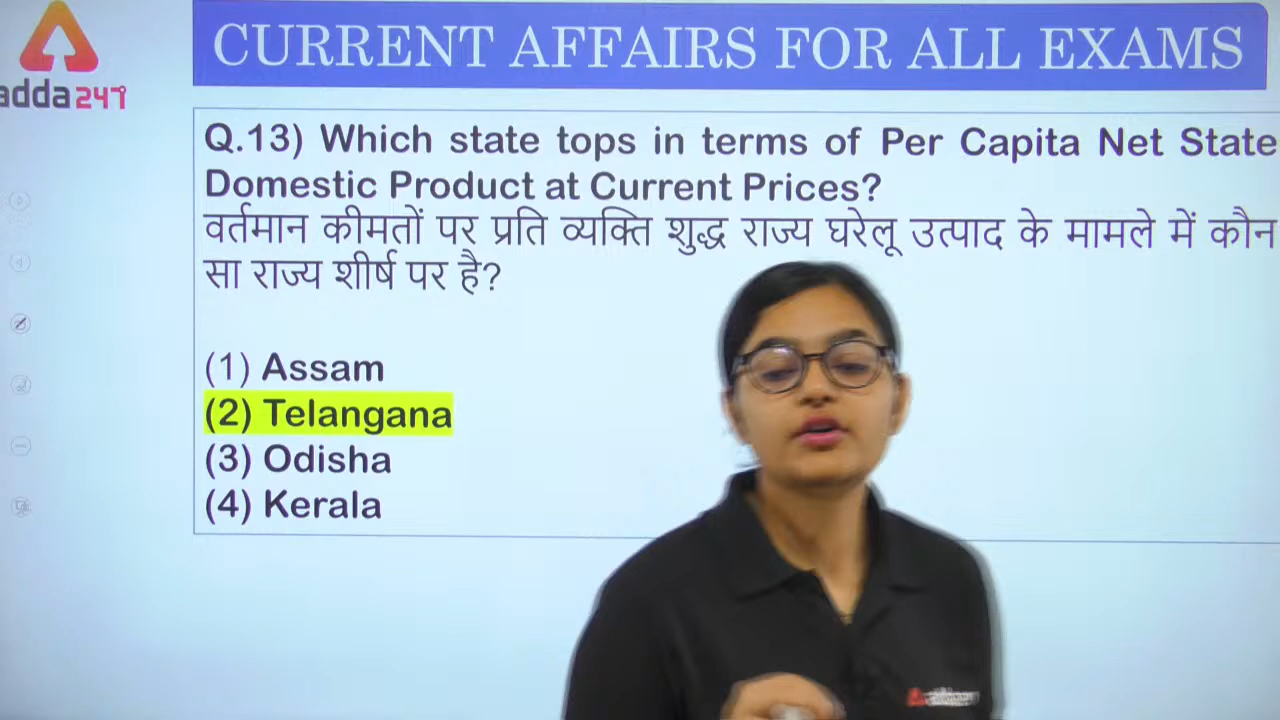 CURRENT AFFAIRS FOR ALL EXAMS
adda247
Q.13) Which state tops in terms of Per Capita Net State
Domestic Product at Current Prices?
वर्तमान कीमतों पर प्रति व्यक्ति शुद्ध राज्य घरेलू उत्पाद के मामले में कौन
सा राज्य शीर्ष पर है?
(1) Assam
(2) Telangana
(3) Odisha
(4) Kerala